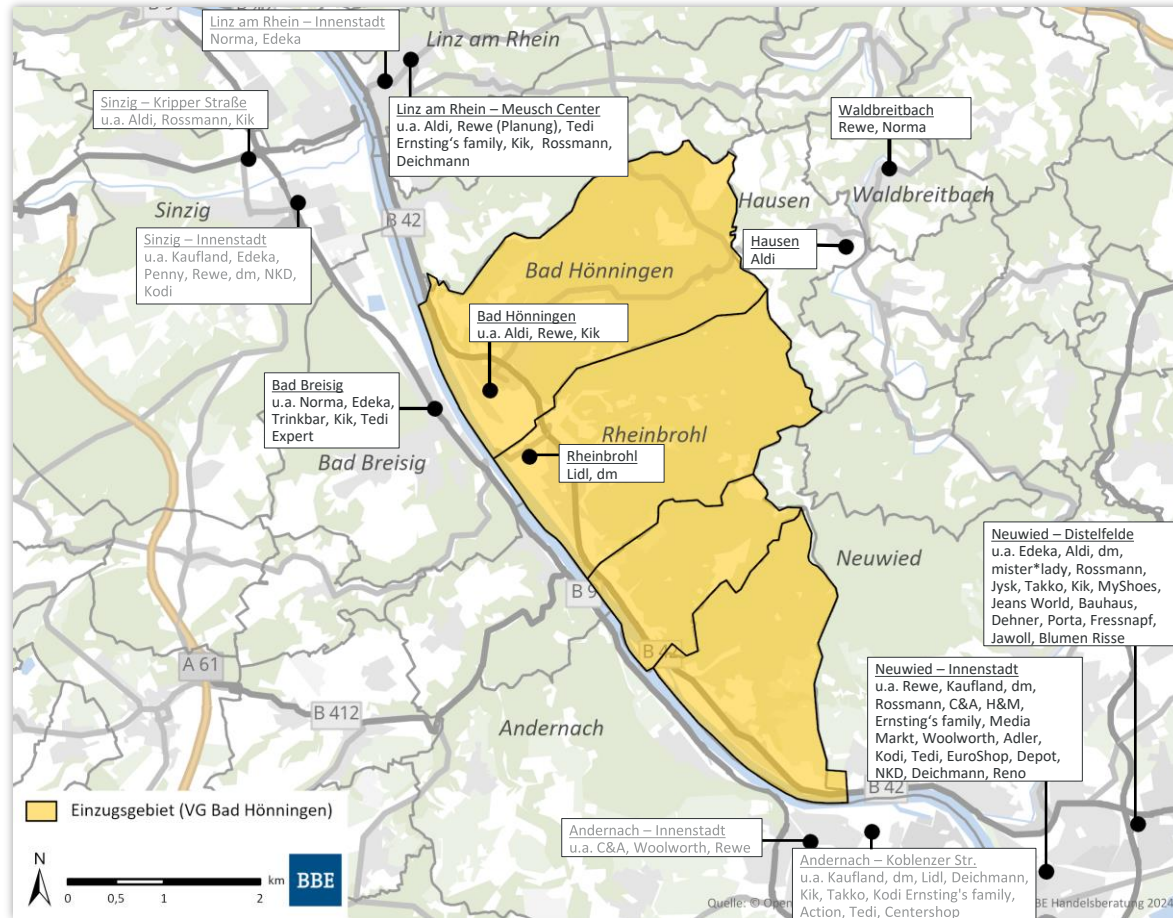 Linz am Rhein – Innenstadt
Norma, Edeka
Linz am Rhein
Sinzig – Kripper Straße
u.a. Aldi, Rossmann, Kik
Linz am Rhein – Meusch Center
u.a. Aldi, Rewe (Planung), Tedi
Ernsting's family, Kik, Rossmann,
Deichmann
Waldbreitbach
Rewe, Norma
Hausen
Waldbreitbach
Sinzig
B 42
Sinzig – Innenstadt
u.a. Kaufland, Edeka,
Penny, Rewe, dm, NKD,
Kodi
Hausen
Aldi
Bad Hönningen
Bad Hönningen
u.a. Aldi, Rewe, Kik
Bad Breisig
u.a. Norma, Edeka,
Trinkbar, Kik, Tedi
Expert
Bad Breisig
Rheinbrohl
Rheinbrohl
Lidl, dm
Neuwied
Neuwied – Distelfelde
u.a. Edeka, Aldi, dm,
mister*lady, Rossmann,
Jysk, Takko, Kik, MyShoes,
Jeans World, Bauhaus,
Dehner, Porta, Fressnapf,
Jawoll, Blumen Risse
B 9
B 42
A 61
B 412
Andernach
Neuwied – Innenstadt
u.a. Rewe, Kaufland, dm,
Rossmann, C&A, H&M,
Ernsting's family, Media
Markt, Woolworth, Adler,
Kodi, Tedi, EuroShop, Depot,
NKD, Deichmann, Reno
B 42
Einzugsgebiet (VG Bad Hönningen)
Andernach – Innenstadt
u.a. C&A, Woolworth, Rewe
Andernach – Koblenzer Str.
u.a. Kaufland, dm, Lidl, Deichmann,
Kik, Takko, Kodi Ernsting's family,
Action, Tedi, Centershop
N
0 0,5 1 2 km
BBE
Quelle: © Open
BE Handelsberatung 2024